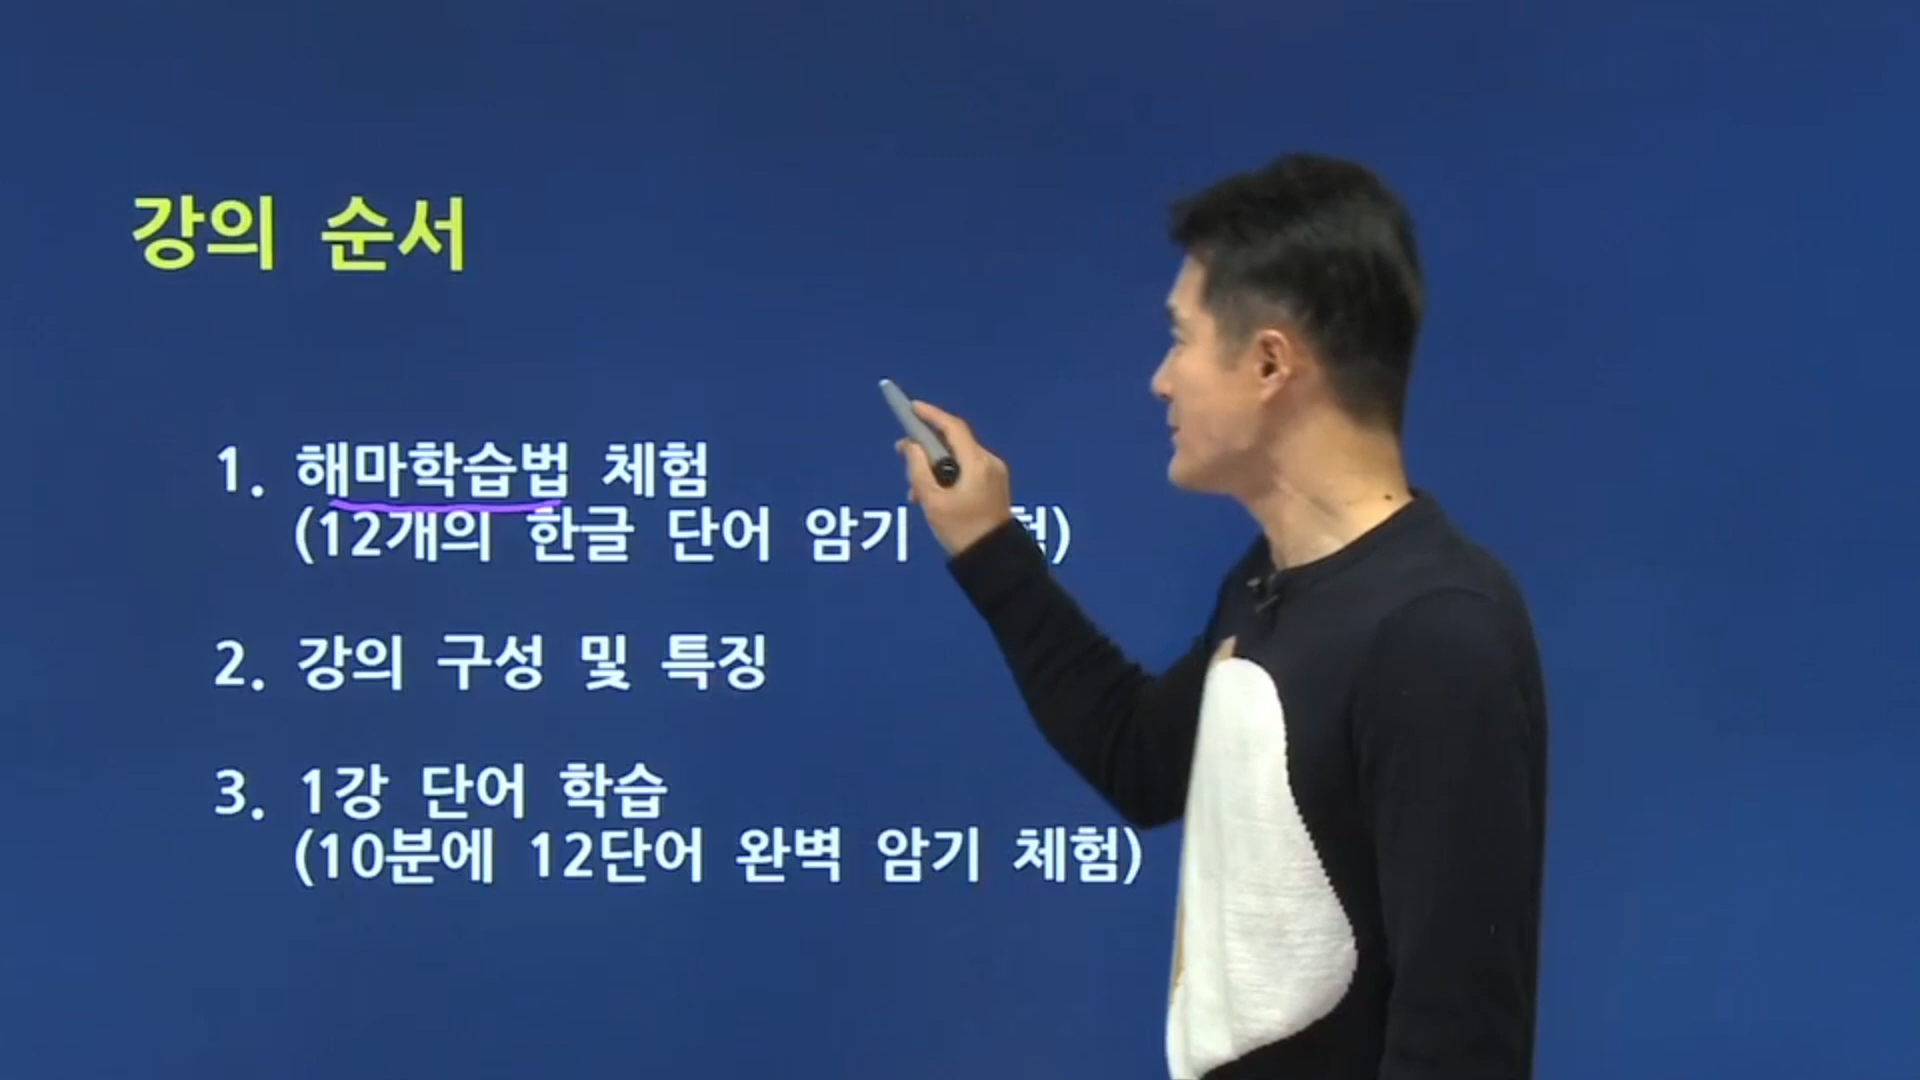 강의 순서
1. 해마학습법 체험
(12개의 한글 단어 암기
2. 강의 구성 및 특징
3. 1강 단어 학습
(10분에 12단어 완벽 암기 체험)